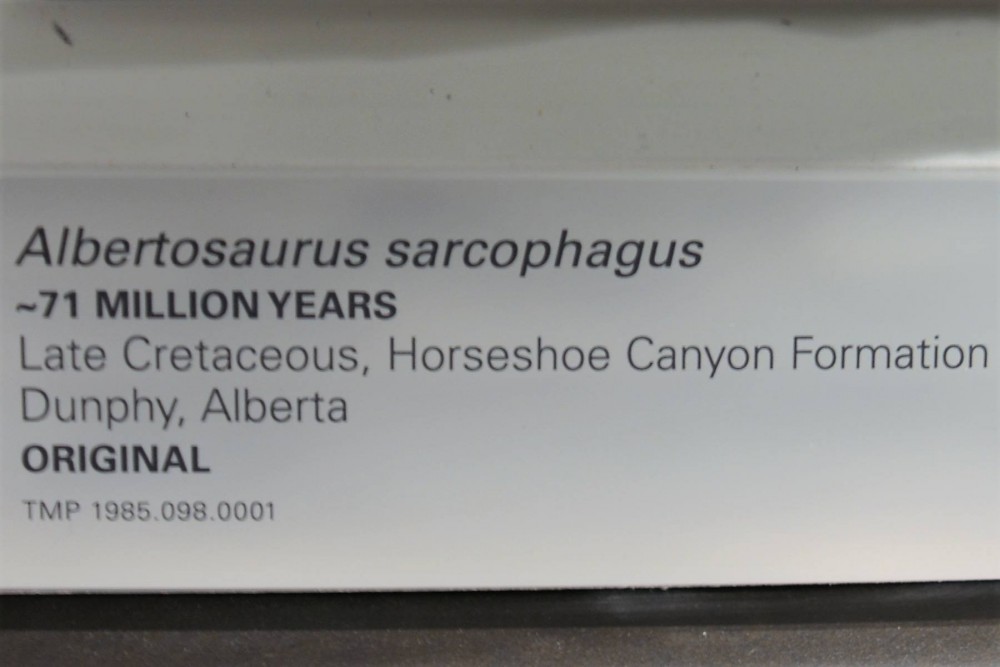 Albertosaurus sarcophagus
~71 MILLION YEARS
Late Cretaceous, Horseshoe Canyon Formation
Dunphy, Alberta
ORIGINAL
TMP 1985.098.0001